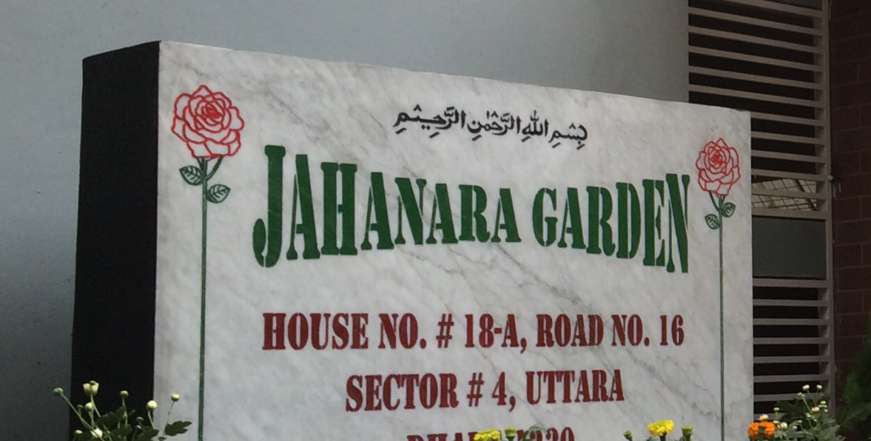 بِسْمِ اللهِ الرَّحْمٰنِ الرَّحِيْمِ
JAHANARA GARDEN
HOUSE NO. # 18-A, ROAD NO. 16
SECTOR # 4, UTTARA